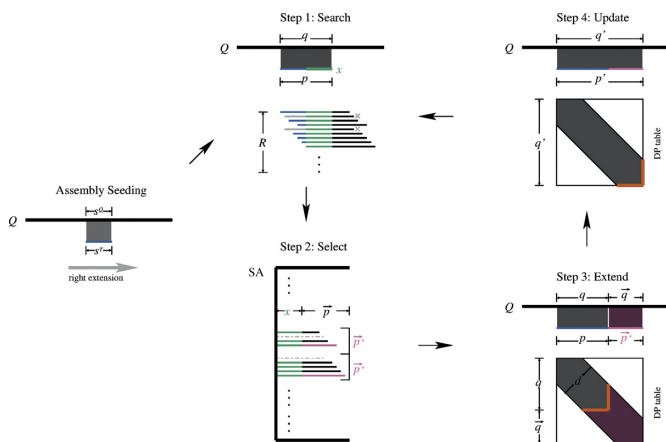 Step 1: Search
q
Q
x
p
R
Assembly Seeding
Q
s^Q
s^T
right extension
Step 2: Select
SA
x
p⃗
p⃗*
p⃗*
Step 4: Update
q'
Q
p'
q'
DP table
Step 3: Extend
q
q⃗
Q
p
p⃗*
q
d
q⃗
DP table